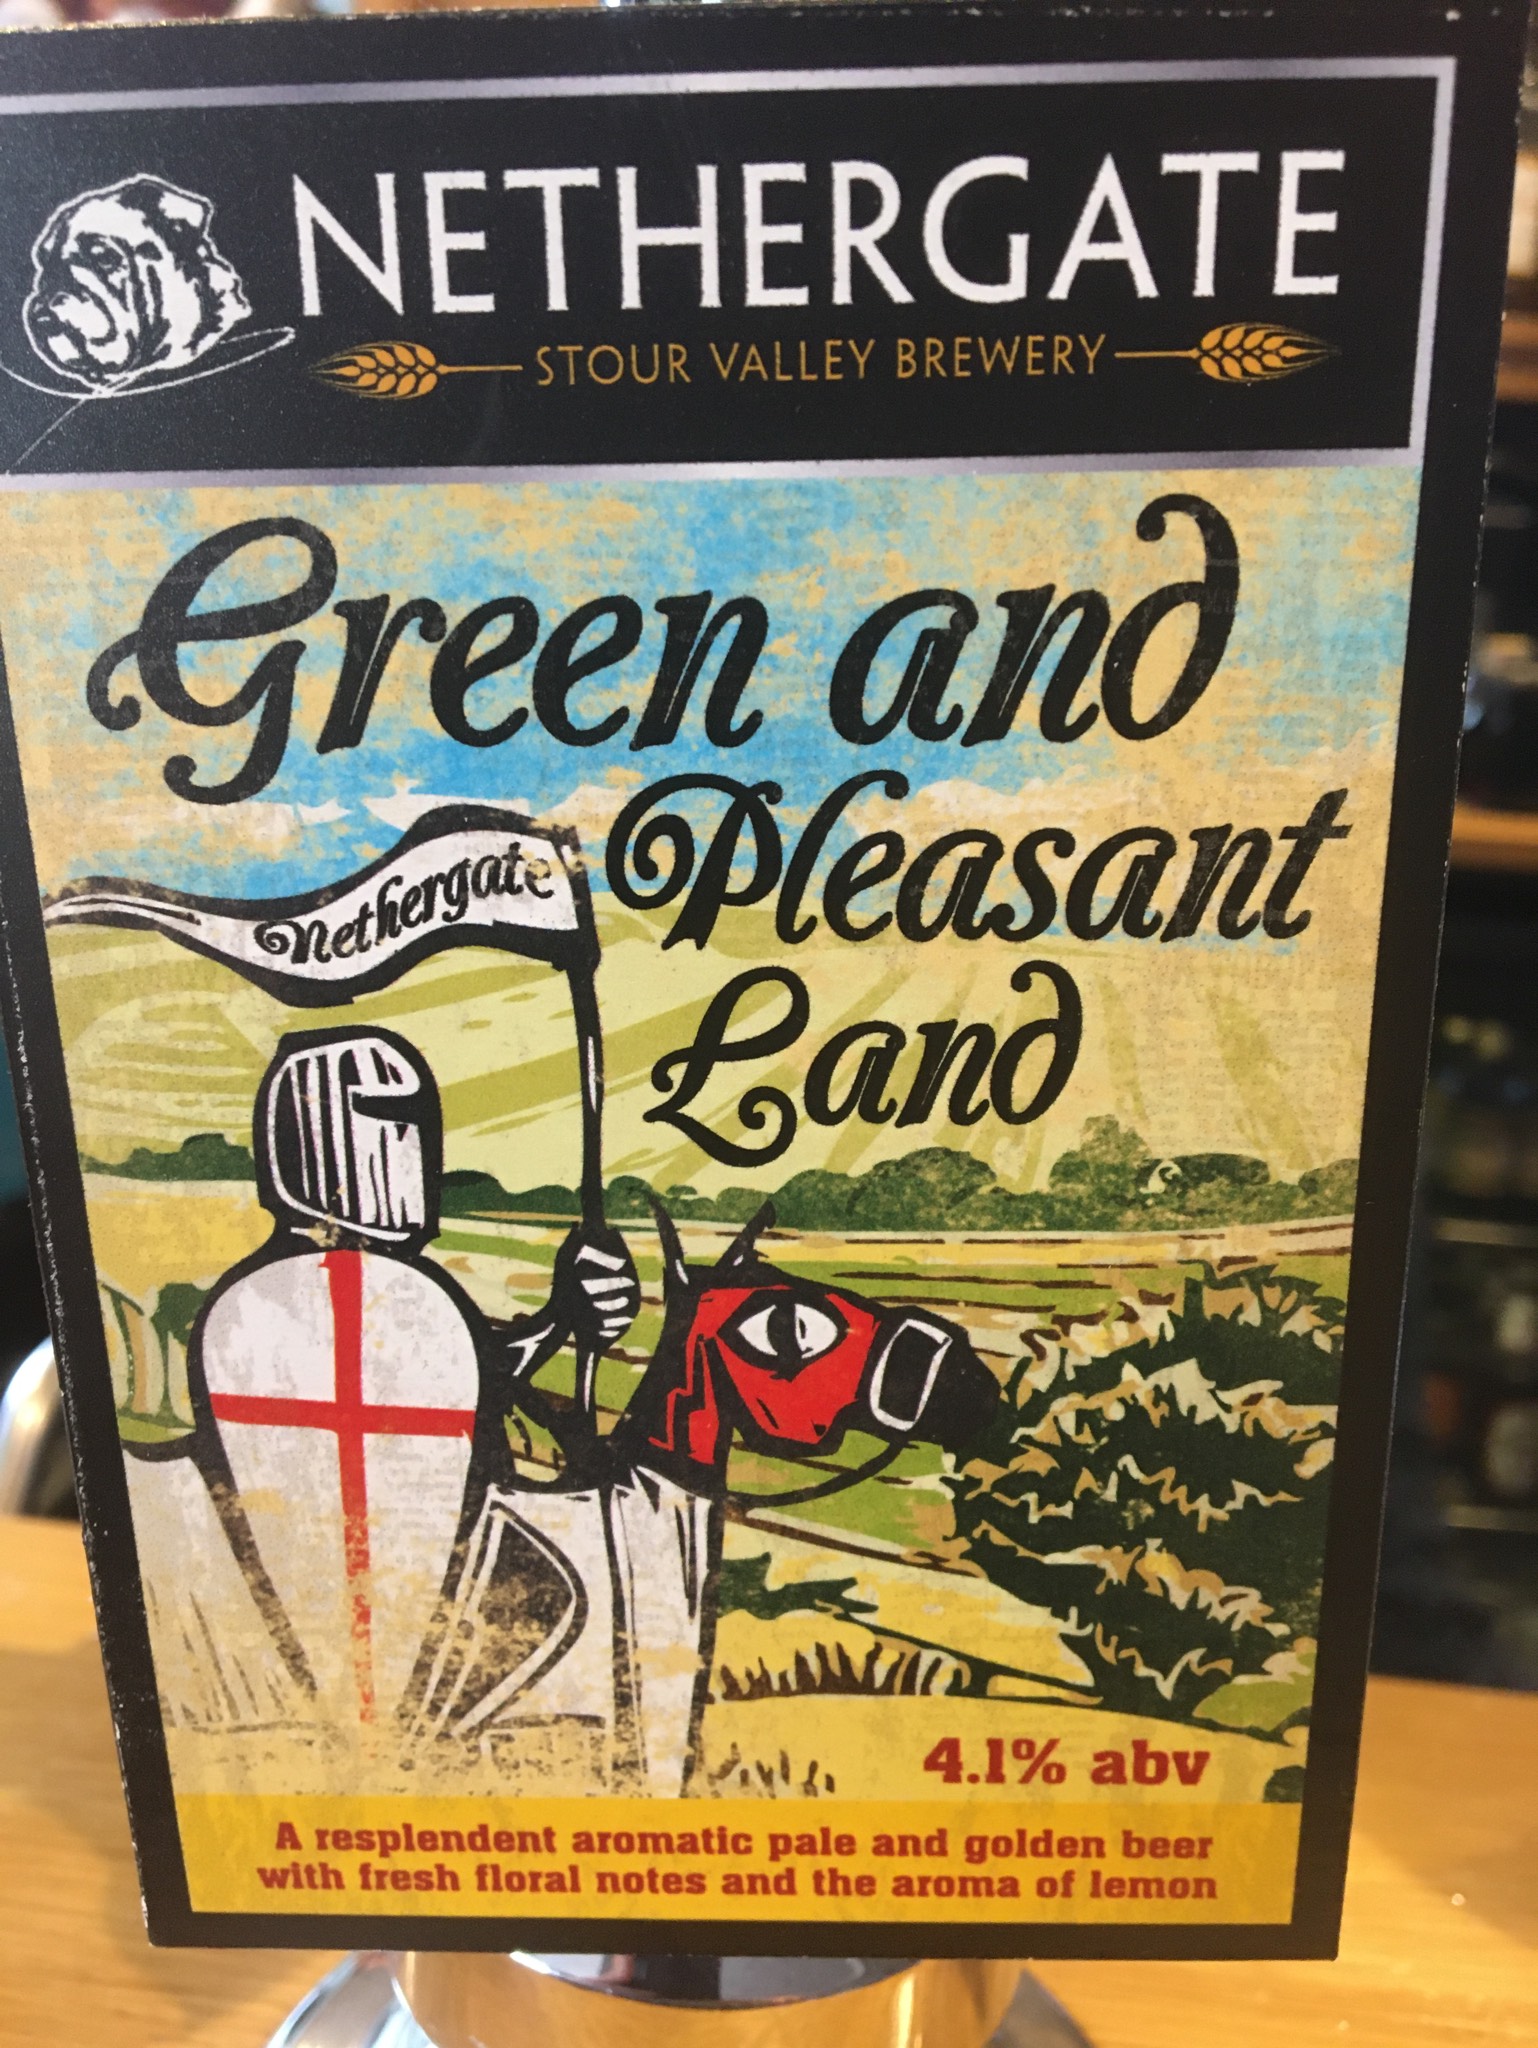 NETHERGATE
STOUR VALLEY BREWERY
Green and
Pleasant
Land
Nethergate
4.1% abv
A resplendent aromatic pale and golden beer
with fresh floral notes and the aroma of lemon